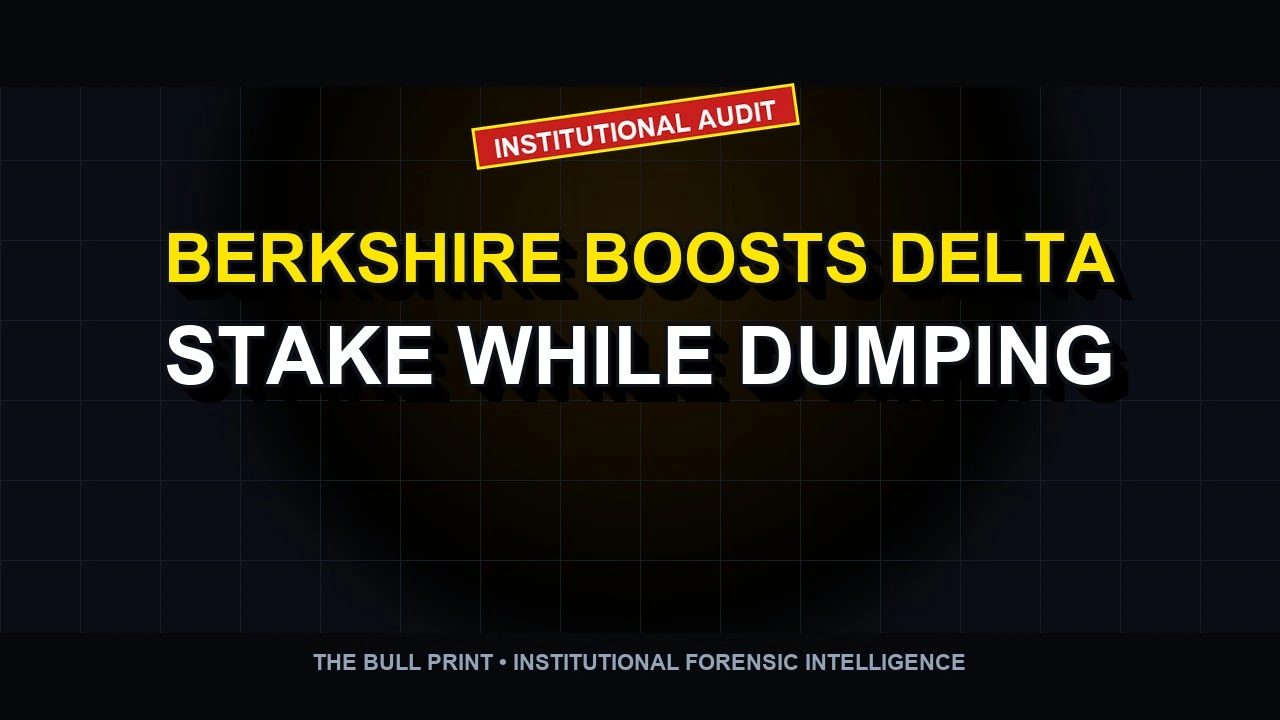 INSTITUTIONAL AUDIT
BERKSHIRE BOOSTS DELTA
STAKE WHILE DUMPING
THE BULL PRINT • INSTITUTIONAL FORENSIC INTELLIGENCE